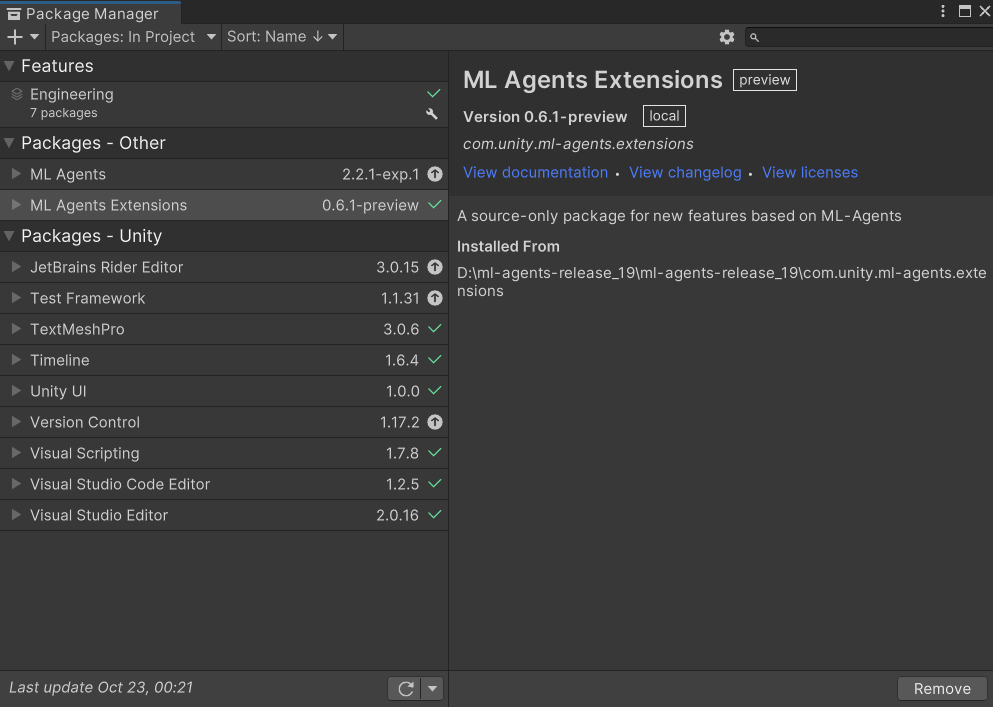 Package Manager
Packages: In Project
Sort: Name ↓
Features
Engineering
7 packages
Packages - Other
ML Agents 2.2.1-exp.1
ML Agents Extensions 0.6.1-preview
Packages - Unity
JetBrains Rider Editor 3.0.15
Test Framework 1.1.31
TextMeshPro 3.0.6
Timeline 1.6.4
Unity UI 1.0.0
Version Control 1.17.2
Visual Scripting 1.7.8
Visual Studio Code Editor 1.2.5
Visual Studio Editor 2.0.16
Last update Oct 23, 00:21
ML Agents Extensions preview
Version 0.6.1-preview local
com.unity.ml-agents.extensions
View documentation • View changelog • View licenses
A source-only package for new features based on ML-Agents
Installed From
D:\ml-agents-release_19\ml-agents-release_19\com.unity.ml-agents.exte
nsions
Remove